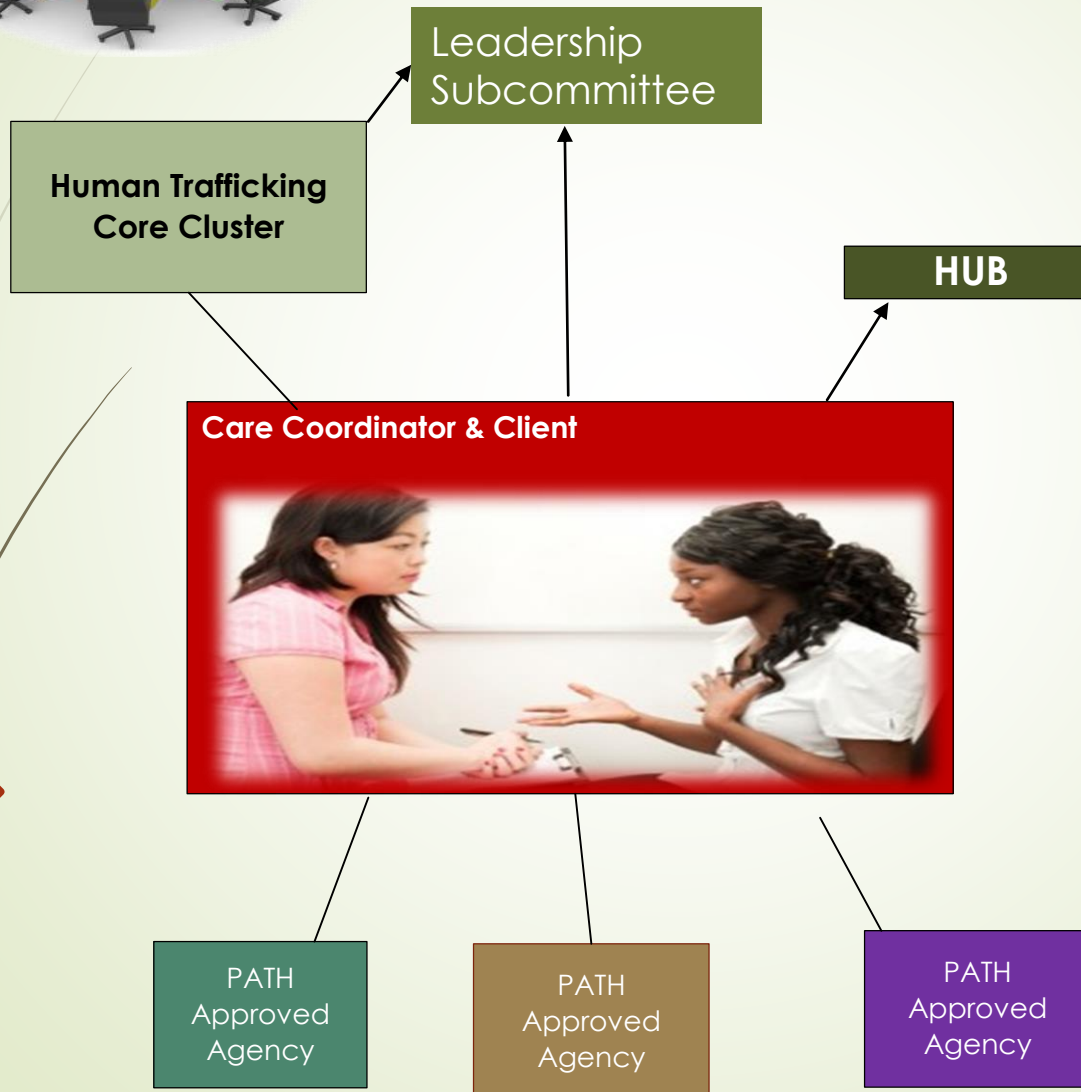 Leadership
Subcommittee
Human Trafficking
Core Cluster
HUB
Care Coordinator & Client
PATH
Approved
Agency
PATH
Approved
Agency
PATH
Approved
Agency